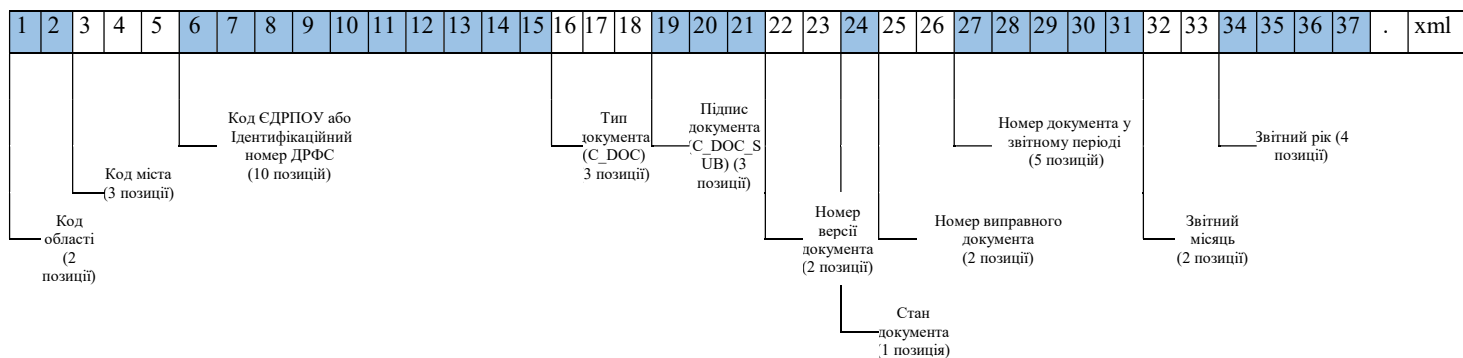 1 2 3 4 5 6 7 8 9 10 11 12 13 14 15 16 17 18 19 20 21 22 23 24 25 26 27 28 29 30 31 32 33 34 35 36 37 . xml
Код
області
(2
позиції)
Код міста
(3 позиції)
Код ЄДРПОУ або
Ідентифікаційний
номер ДРФС
(10 позицій)
Тип
документа
(C_DOC)
3 позиції)
Підпис
документа
(C_DOC_S
UB) (3
позиції)
Номер
версії
документа
(2 позиції)
Стан
документа
(1 позиція)
Номер виправного
документа
(2 позиції)
Номер документа у
звітному періоді
(5 позицій)
Звітний
місяць
(2 позиції)
Звітний рік (4
позиції)